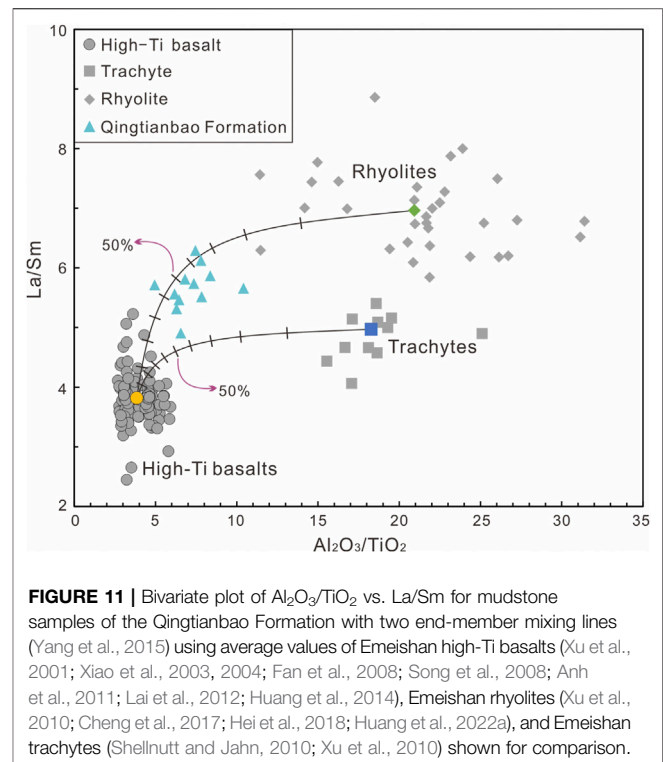 10
8
6
4
2
La/Sm
High-Ti basalt
Trachyte
Rhyolite
Qingtianbao Formation
Rhyolites
50%
Trachytes
50%
High-Ti basalts
0 5 10 15 20 25 30 35
Al₂O₃/TiO₂
FIGURE 11 | Bivariate plot of Al₂O₃/TiO₂ vs. La/Sm for mudstone
samples of the Qingtianbao Formation with two end-member mixing lines
(Yang et al., 2015) using average values of Emeishan high-Ti basalts (Xu et al.,
2001; Xiao et al., 2003, 2004; Fan et al., 2008; Song et al., 2008; Anh
et al., 2011; Lai et al., 2012; Huang et al., 2014), Emeishan rhyolites (Xu et al.,
2010; Cheng et al., 2017; Hei et al., 2018; Huang et al., 2022a), and Emeishan
trachytes (Shellnutt and Jahn, 2010; Xu et al., 2010) shown for comparison.